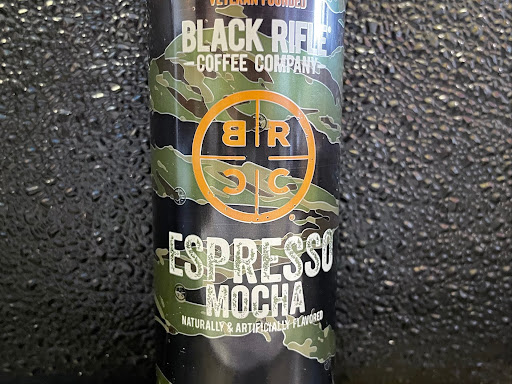 VETERAN FOUNDED
BLACK RIFLE
COFFEE COMPANY
B R
C C
ESPRESSO
MOCHA
NATURALLY & ARTIFICIALLY FLAVORED